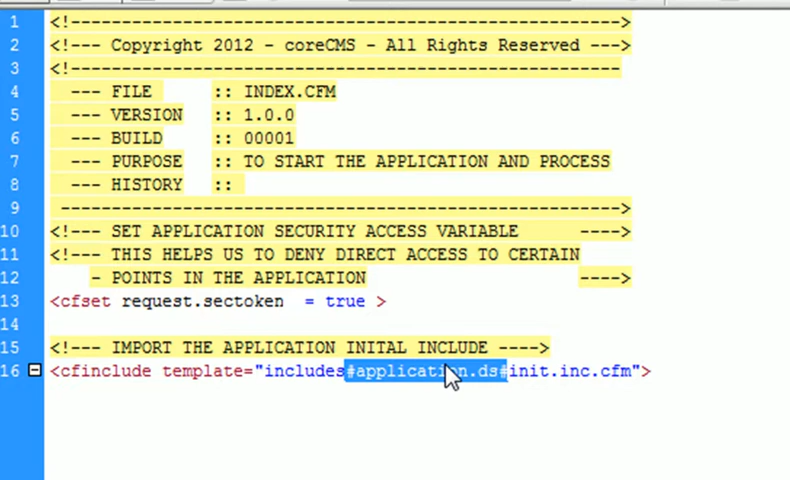 1 <!------------------------------------------------------>
2 <!--- Copyright 2012 - coreCMS - All Rights Reserved --->
3 <!------------------------------------------------------
4 --- FILE :: INDEX.CFM
5 --- VERSION :: 1.0.0
6 --- BUILD :: 00001
7 --- PURPOSE :: TO START THE APPLICATION AND PROCESS
8 --- HISTORY ::
9 ------------------------------------------------------->
10 <!--- SET APPLICATION SECURITY ACCESS VARIABLE ---->
11 <!--- THIS HELPS US TO DENY DIRECT ACCESS TO CERTAIN
12 - POINTS IN THE APPLICATION ---->
13 <cfset request.sectoken = true >
14
15 <!--- IMPORT THE APPLICATION INITAL INCLUDE ---->
16 <cfinclude template="includes#application.ds#init.inc.cfm">